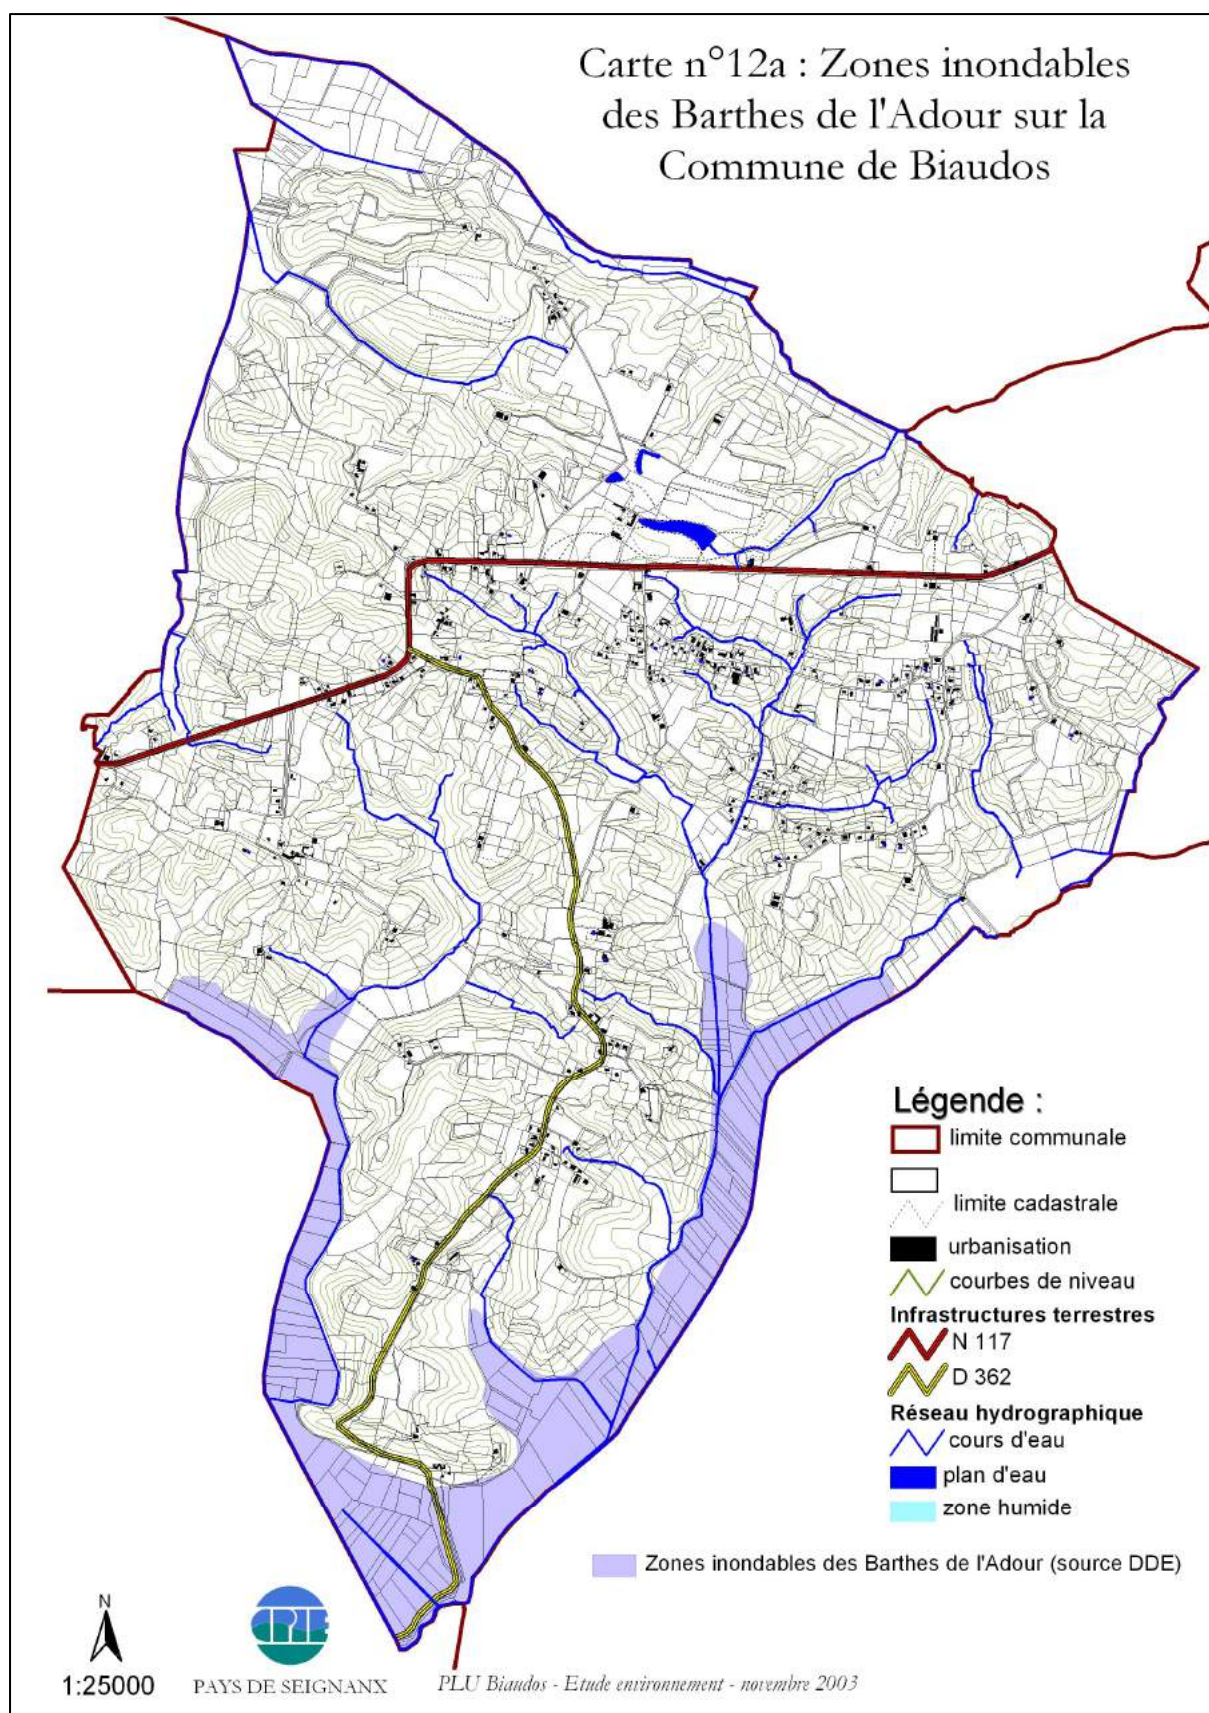 Carte n°12a : Zones inondables
des Barthes de l'Adour sur la
Commune de Biaudos
Légende :
limite communale
limite cadastrale
urbanisation
courbes de niveau
Infrastructures terrestres
N 117
D 362
Réseau hydrographique
cours d'eau
plan d'eau
zone humide
Zones inondables des Barthes de l'Adour (source DDE)
N
1:25000
CPIE
PAYS DE SEIGNANX
PLU Biaudos - Etude environnement - novembre 2003